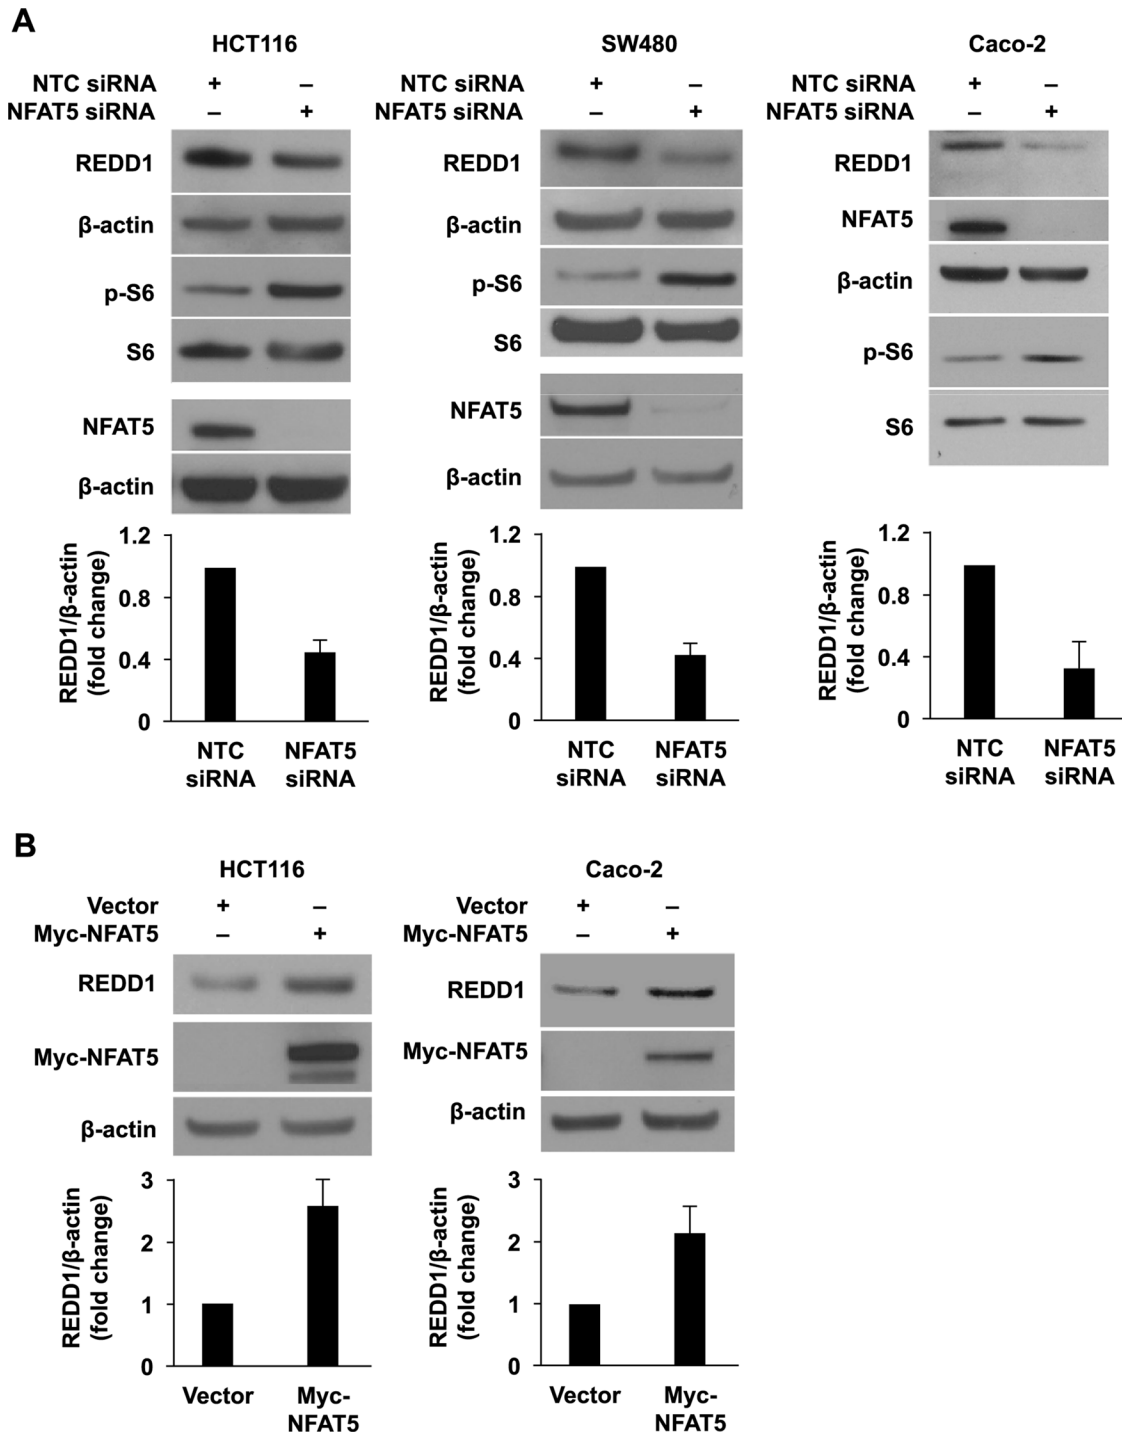 A
HCT116
NTC siRNA + –
NFAT5 siRNA – +
REDD1
β-actin
p-S6
S6
NFAT5
β-actin
1.2
0.8
0.4
0
REDD1/β-actin
(fold change)
NTC siRNA
NFAT5 siRNA
SW480
NTC siRNA + –
NFAT5 siRNA – +
REDD1
β-actin
p-S6
S6
NFAT5
β-actin
1.2
0.8
0.4
0
REDD1/β-actin
(fold change)
NTC siRNA
NFAT5 siRNA
Caco-2
NTC siRNA + –
NFAT5 siRNA – +
REDD1
NFAT5
β-actin
p-S6
S6
1.2
0.8
0.4
0
REDD1/β-actin
(fold change)
NTC siRNA
NFAT5 siRNA
B
HCT116
Vector + –
Myc-NFAT5 – +
REDD1
Myc-NFAT5
β-actin
3
2
1
0
REDD1/β-actin
(fold change)
Vector
Myc-
NFAT5
Caco-2
Vector + –
Myc-NFAT5 – +
REDD1
Myc-NFAT5
β-actin
3
2
1
0
REDD1/β-actin
(fold change)
Vector
Myc-
NFAT5